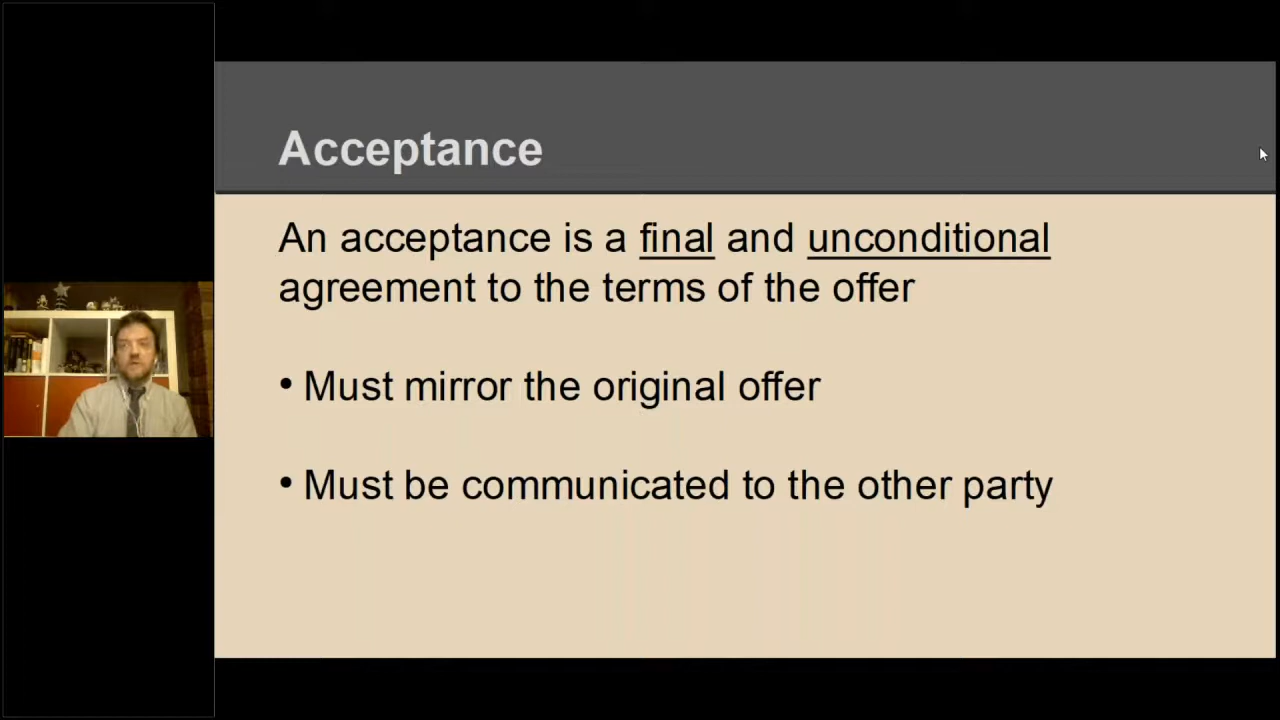 Acceptance
An acceptance is a final and unconditional
agreement to the terms of the offer
• Must mirror the original offer
• Must be communicated to the other party